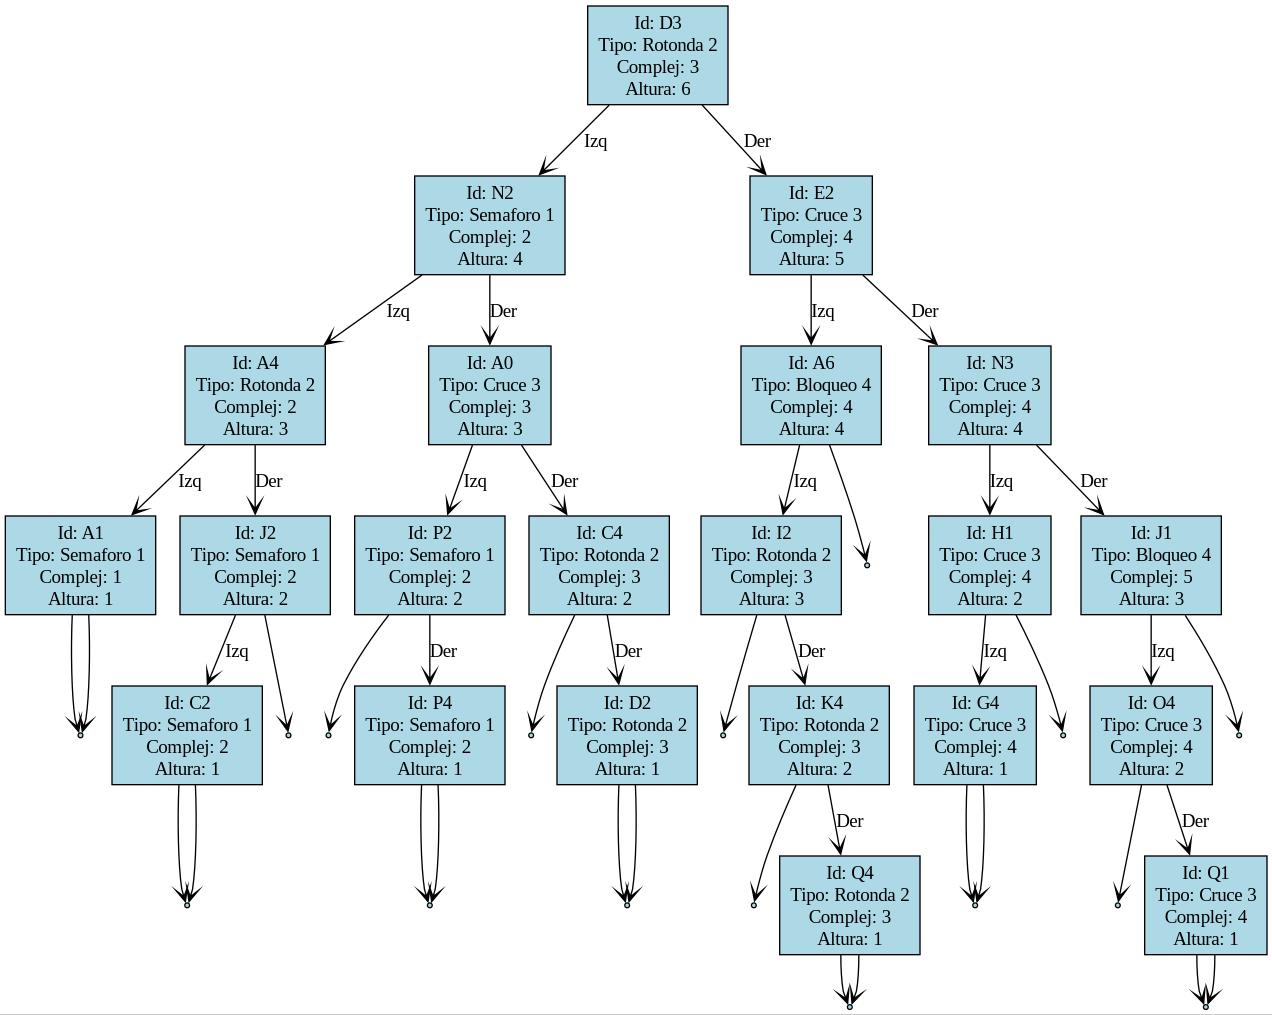 Id: D3
Tipo: Rotonda 2
Complej: 3
Altura: 6
Izq
Der
Id: N2
Tipo: Semaforo 1
Complej: 2
Altura: 4
Id: E2
Tipo: Cruce 3
Complej: 4
Altura: 5
Izq
Der
Izq
Der
Id: A4
Tipo: Rotonda 2
Complej: 2
Altura: 3
Id: A0
Tipo: Cruce 3
Complej: 3
Altura: 3
Id: A6
Tipo: Bloqueo 4
Complej: 4
Altura: 4
Id: N3
Tipo: Cruce 3
Complej: 4
Altura: 4
Izq
Der
Izq
Der
Izq
Izq
Der
Id: A1
Tipo: Semaforo 1
Complej: 1
Altura: 1
Id: J2
Tipo: Semaforo 1
Complej: 2
Altura: 2
Id: P2
Tipo: Semaforo 1
Complej: 2
Altura: 2
Id: C4
Tipo: Rotonda 2
Complej: 3
Altura: 2
Id: I2
Tipo: Rotonda 2
Complej: 3
Altura: 3
Id: H1
Tipo: Cruce 3
Complej: 4
Altura: 2
Id: J1
Tipo: Bloqueo 4
Complej: 5
Altura: 3
Izq
Der
Der
Der
Izq
Izq
Id: C2
Tipo: Semaforo 1
Complej: 2
Altura: 1
Id: P4
Tipo: Semaforo 1
Complej: 2
Altura: 1
Id: D2
Tipo: Rotonda 2
Complej: 3
Altura: 1
Id: K4
Tipo: Rotonda 2
Complej: 3
Altura: 2
Id: G4
Tipo: Cruce 3
Complej: 4
Altura: 1
Id: O4
Tipo: Cruce 3
Complej: 4
Altura: 2
Der
Der
Id: Q4
Tipo: Rotonda 2
Complej: 3
Altura: 1
Id: Q1
Tipo: Cruce 3
Complej: 4
Altura: 1